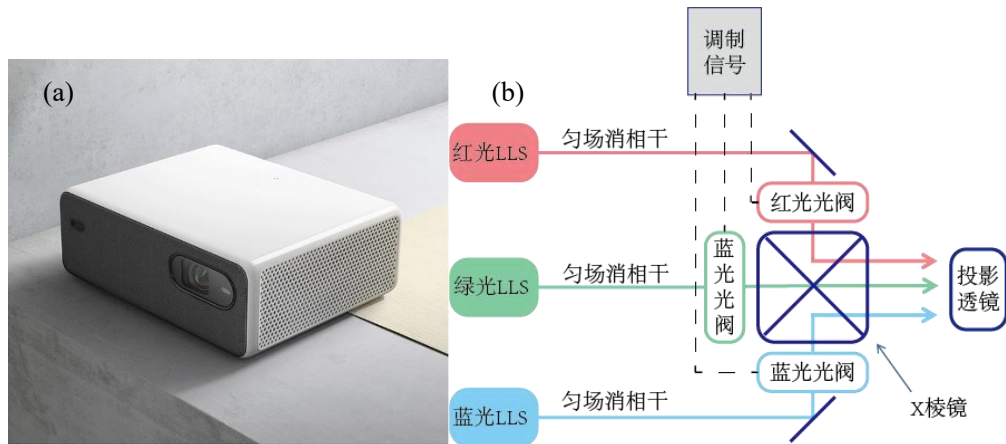 (a)
(b)
调制
信号
红光LLS
匀场消相干
红光光阀
绿光LLS
匀场消相干
蓝
光
光
阀
投影
透镜
蓝光LLS
匀场消相干
蓝光光阀
X棱镜